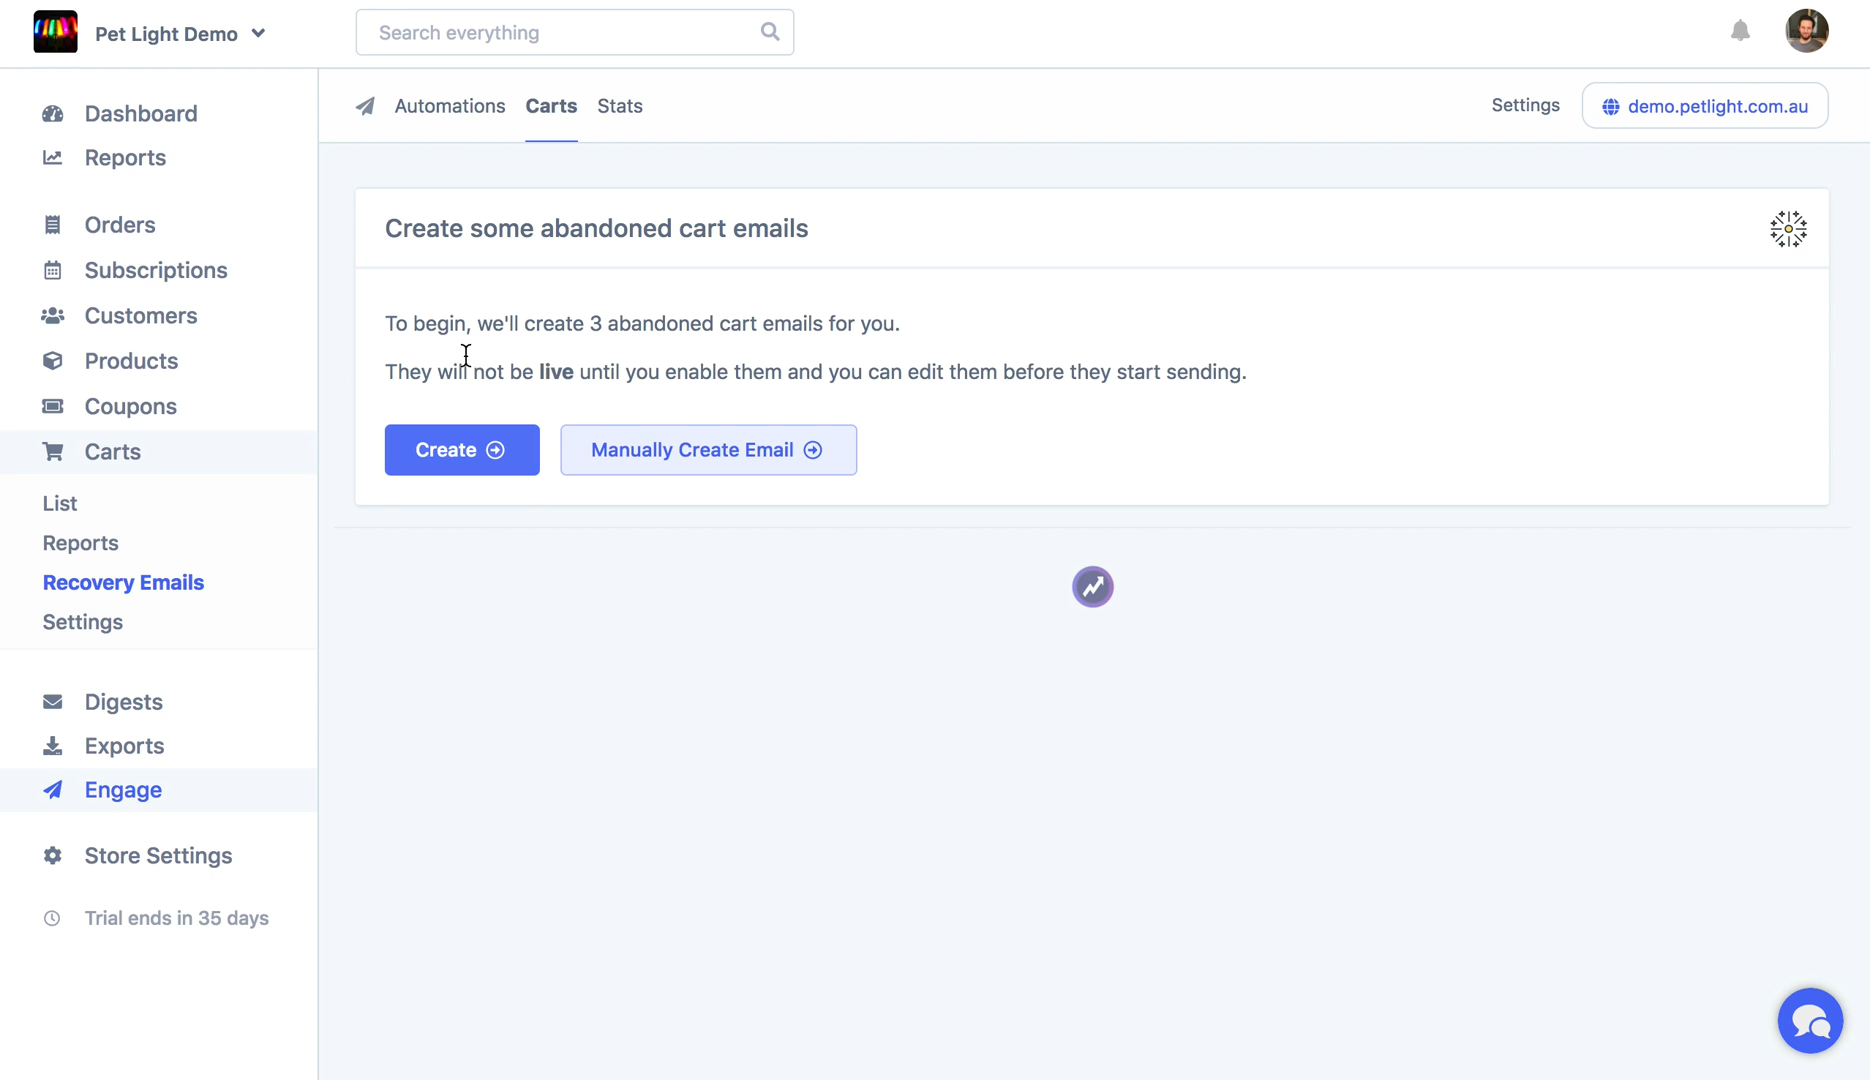 Pet Light Demo
Search everything
Dashboard
Reports
Orders
Subscriptions
Customers
Products
Coupons
Carts
List
Reports
Recovery Emails
Settings
Digests
Exports
Engage
Store Settings
Trial ends in 35 days
Automations Carts Stats
Settings demo.petlight.com.au
Create some abandoned cart emails
To begin, we'll create 3 abandoned cart emails for you.
They will not be live until you enable them and you can edit them before they start sending.
Create Manually Create Email